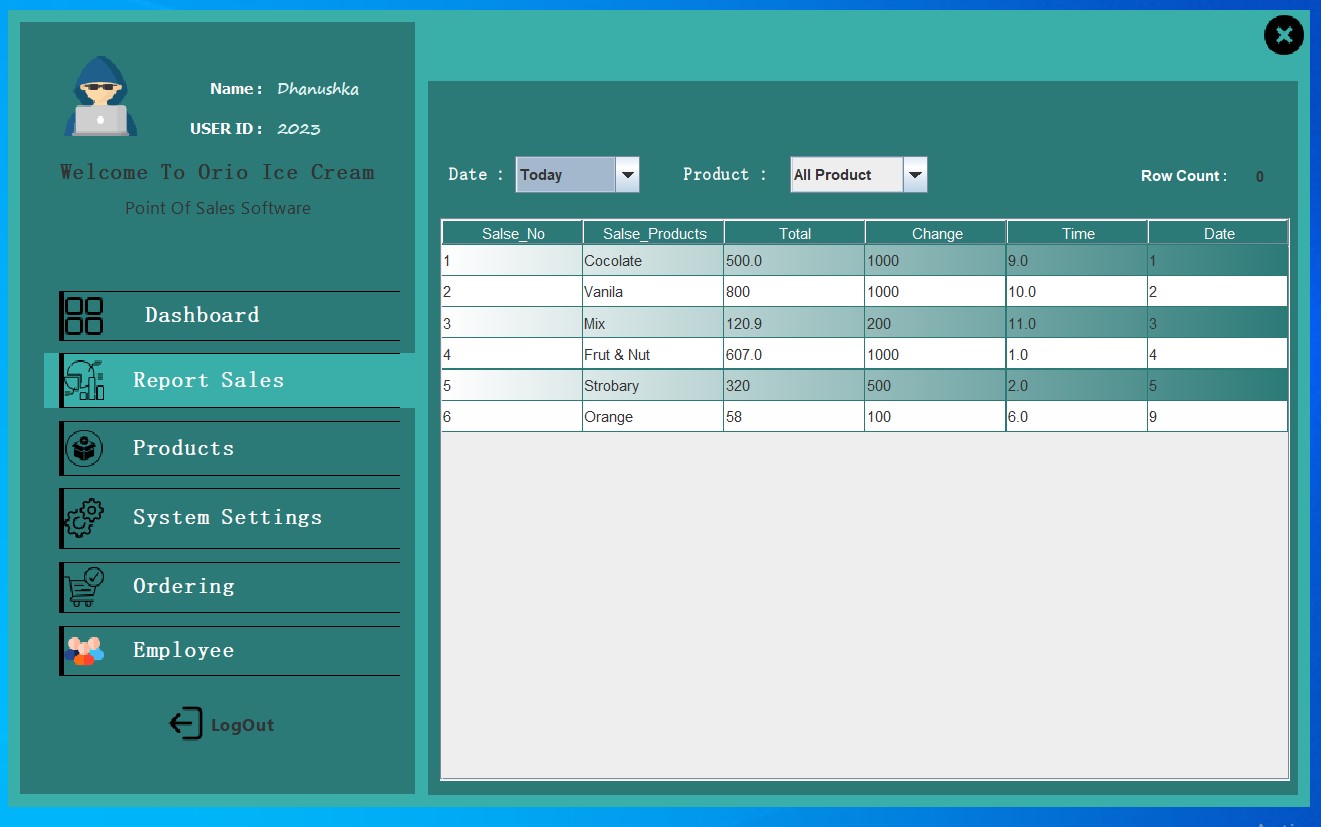 Name : Dhanushka
USER ID : 2023
Welcome To Orio Ice Cream
Point Of Sales Software
Dashboard
Report Sales
Products
System Settings
Ordering
Employee
LogOut
Date : Today Product : All Product Row Count : 0
Salse_No Salse_Products Total Change Time Date
1 Cocolate 500.0 1000 9.0 1
2 Vanila 800 1000 10.0 2
3 Mix 120.9 200 11.0 3
4 Frut & Nut 607.0 1000 1.0 4
5 Strobary 320 500 2.0 5
6 Orange 58 100 6.0 9